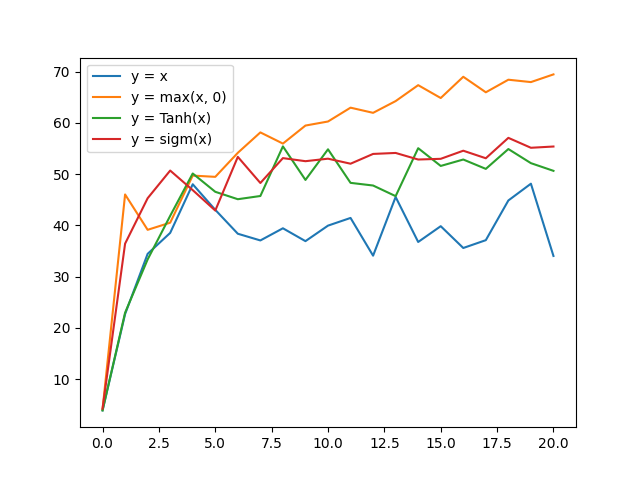 y = x
y = max(x, 0)
y = Tanh(x)
y = sigm(x)
70
60
50
40
30
20
10
0.0 2.5 5.0 7.5 10.0 12.5 15.0 17.5 20.0